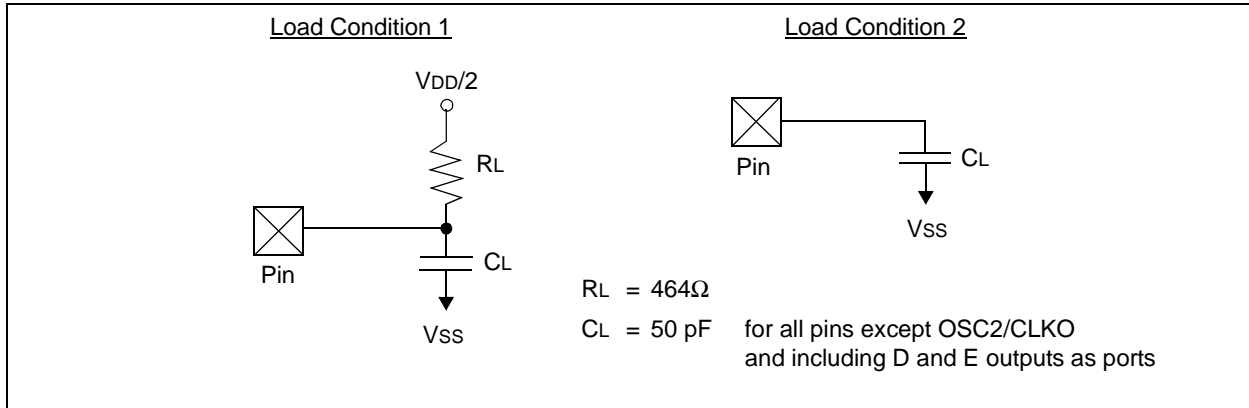 Load Condition 1
VDD/2
RL
Pin
CL
VSS
Load Condition 2
Pin
CL
VSS
RL = 464Ω
CL = 50 pF for all pins except OSC2/CLKO
and including D and E outputs as ports